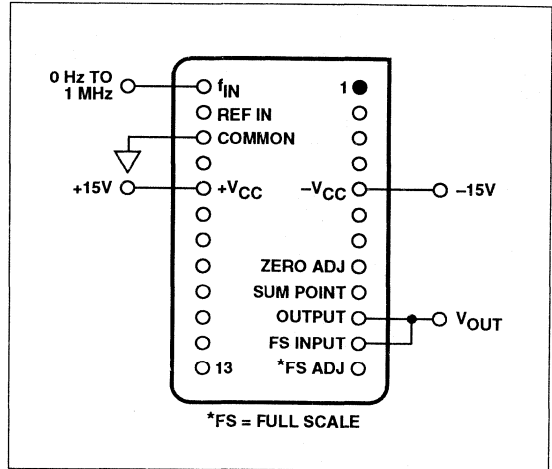 0 Hz TO
1 MHz
fIN
1
REF IN
COMMON
+15V
+VCC
–VCC
–15V
ZERO ADJ
SUM POINT
OUTPUT
VOUT
FS INPUT
13
*FS ADJ
*FS = FULL SCALE